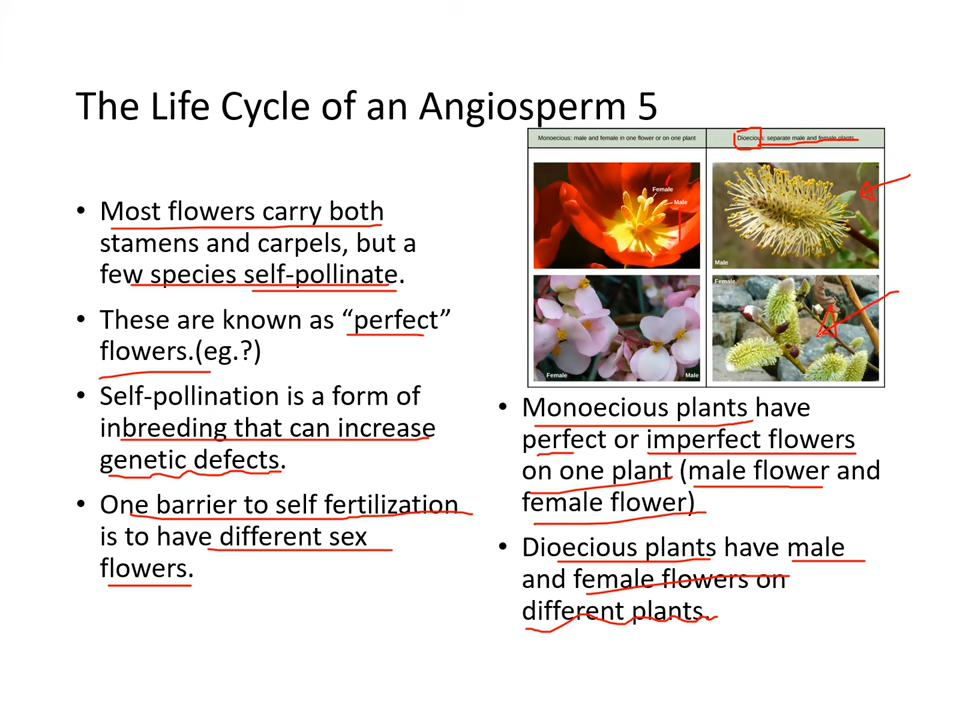 The Life Cycle of an Angiosperm 5
• Most flowers carry both
stamens and carpels, but a
few species self-pollinate.
• These are known as “perfect”
flowers.(eg.?)
• Self-pollination is a form of
inbreeding that can increase
genetic defects.
• One barrier to self fertilization
is to have different sex
flowers.
Monoecious: male and female in one flower or on one plant
Dioecious: separate male and female plants
Female
Male
Male
Female
Male
Female
• Monoecious plants have
perfect or imperfect flowers
on one plant (male flower and
female flower)
• Dioecious plants have male
and female flowers on
different plants.